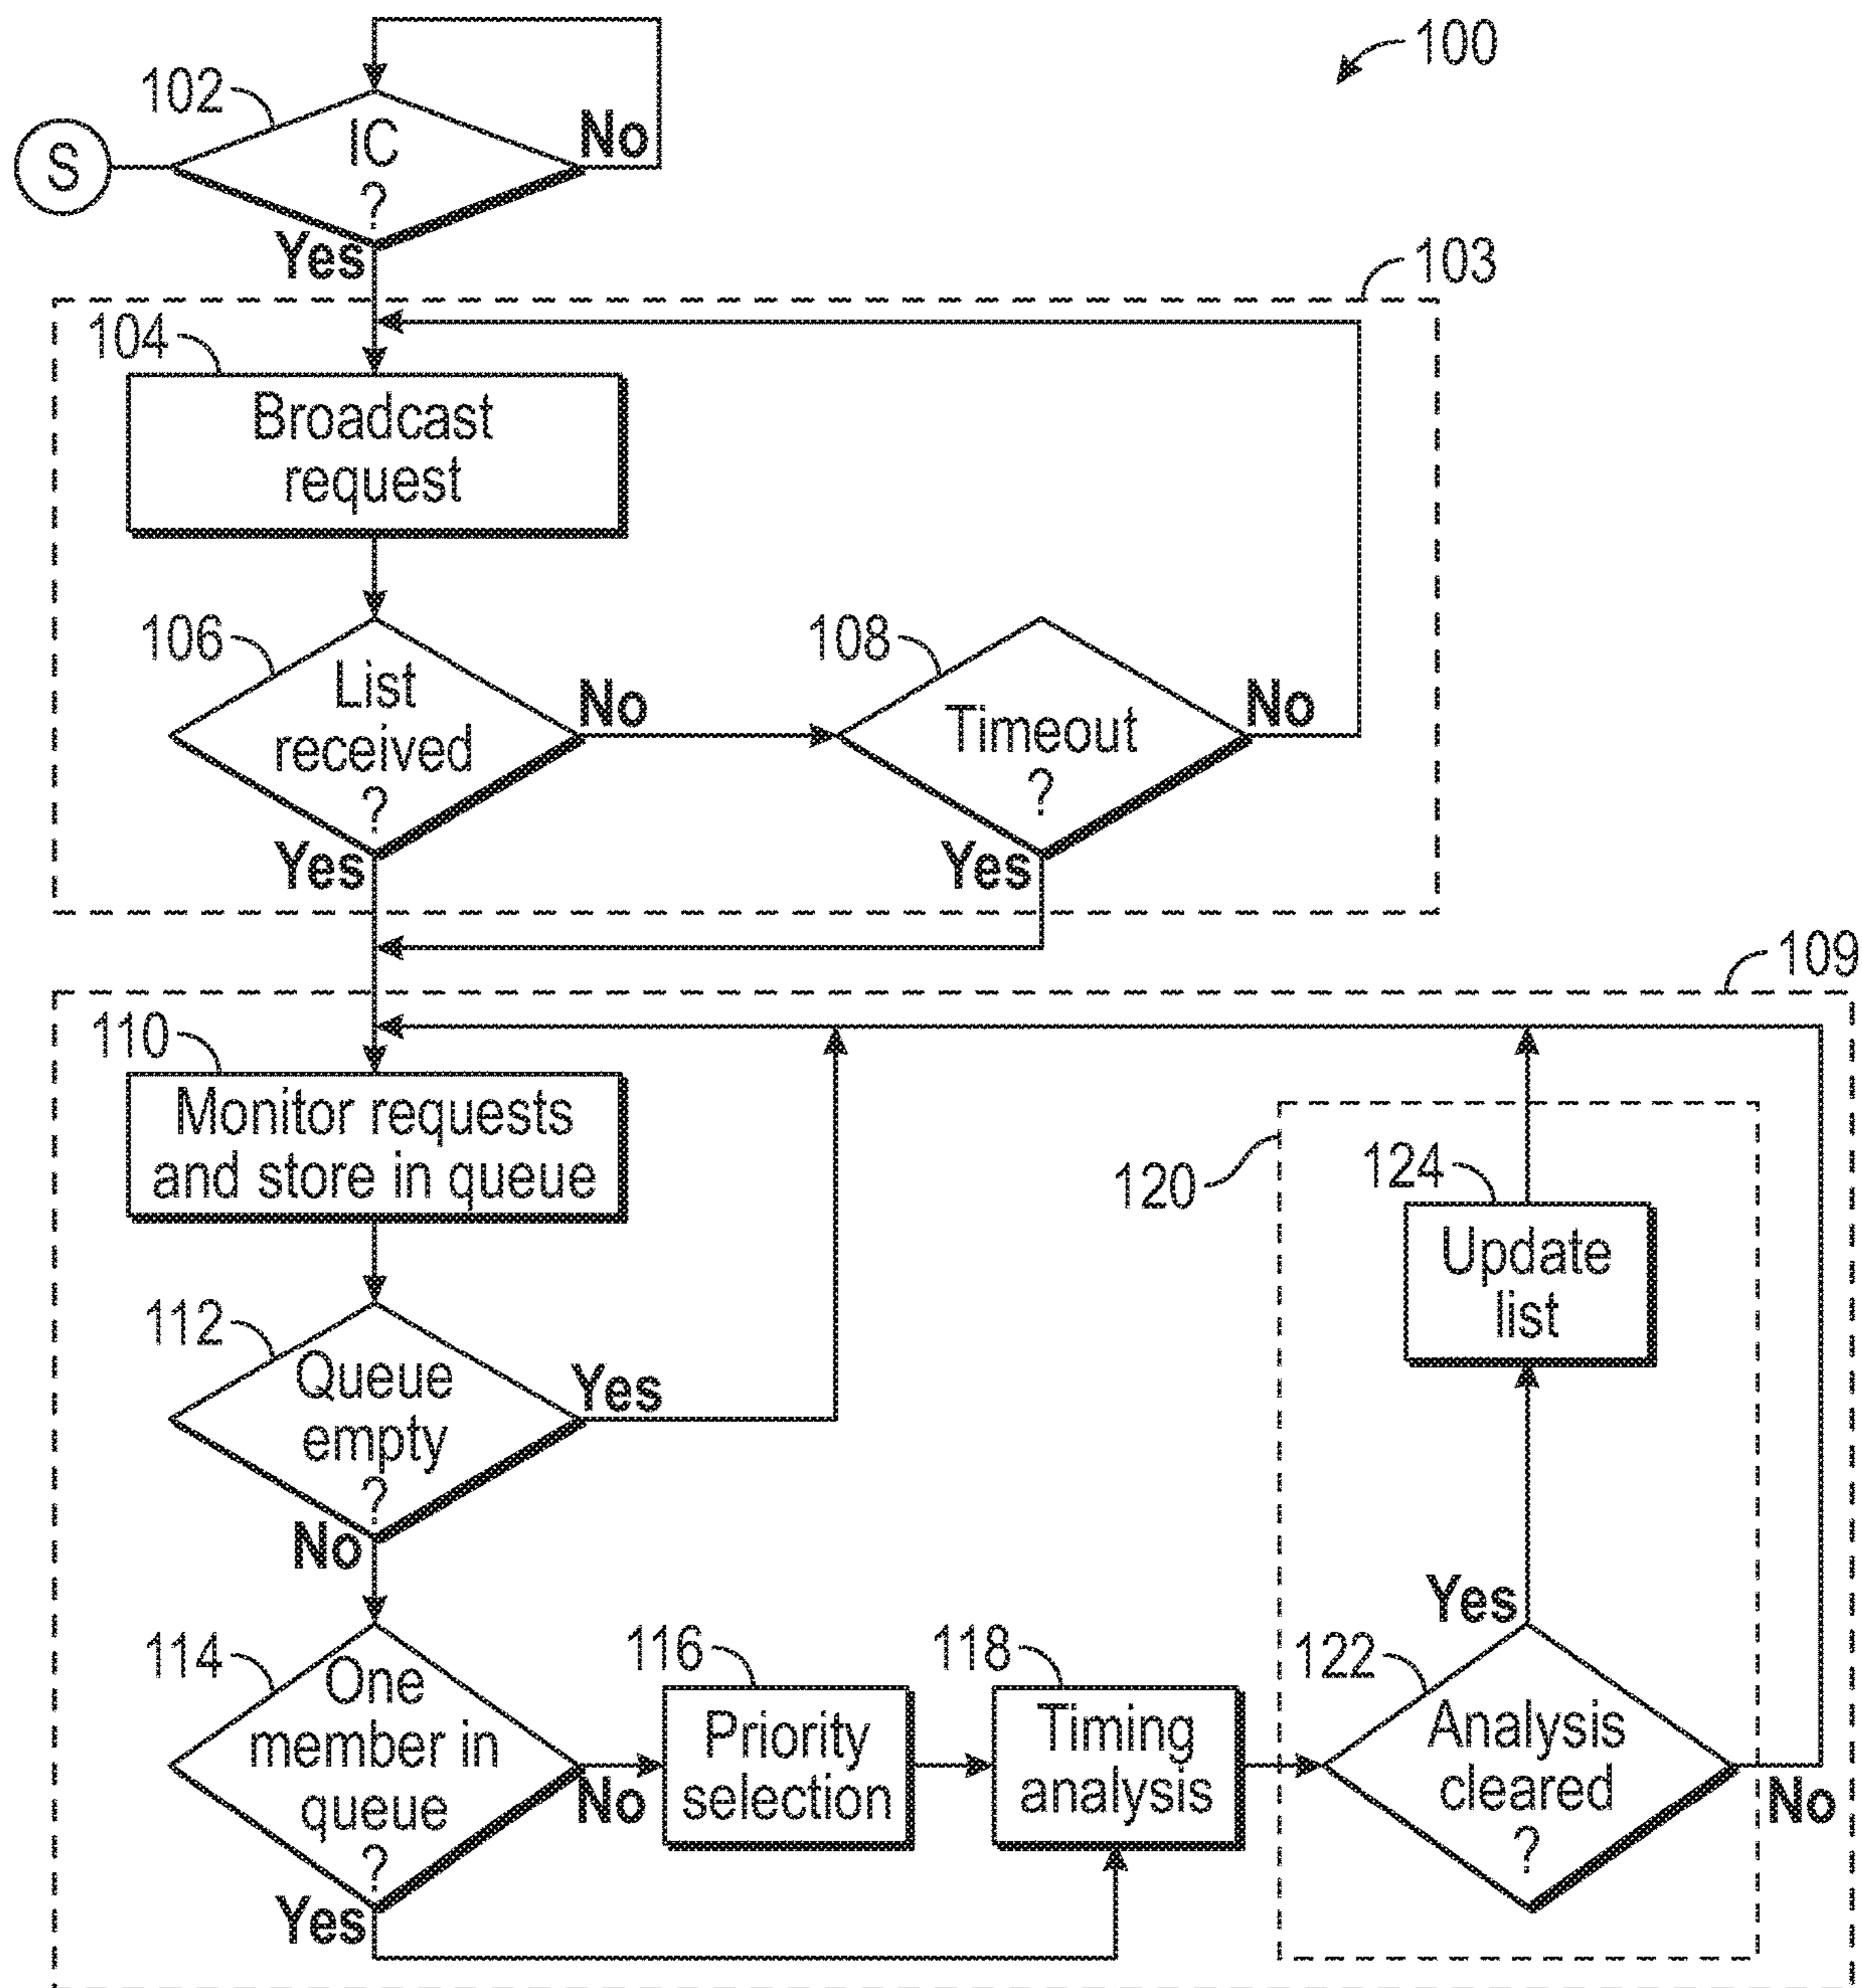 100
102
S
IC
?
No
Yes
103
104
Broadcast
request
106
List
received
?
No
Yes
108
Timeout
?
No
Yes
109
110
Monitor requests
and store in queue
112
Queue
empty
?
Yes
No
114
One
member in
queue
?
No
Yes
116
Priority
selection
118
Timing
analysis
120
122
Analysis
cleared
?
Yes
No
124
Update
list